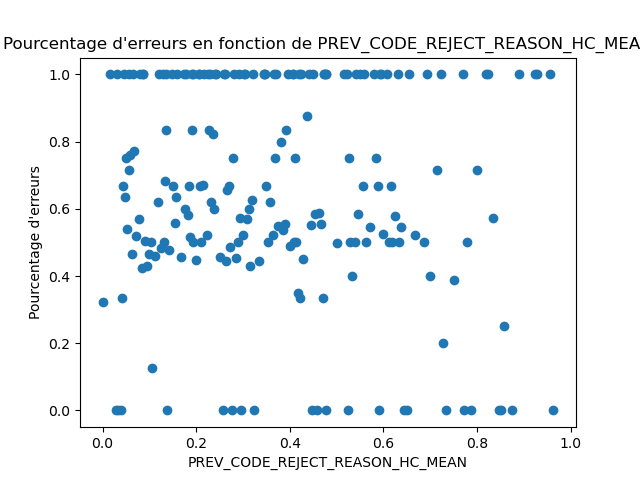 Pourcentage d'erreurs en fonction de PREV_CODE_REJECT_REASON_HC_MEA
1.0
0.8
0.6
0.4
0.2
0.0
Pourcentage d'erreurs
0.0 0.2 0.4 0.6 0.8 1.0
PREV_CODE_REJECT_REASON_HC_MEAN